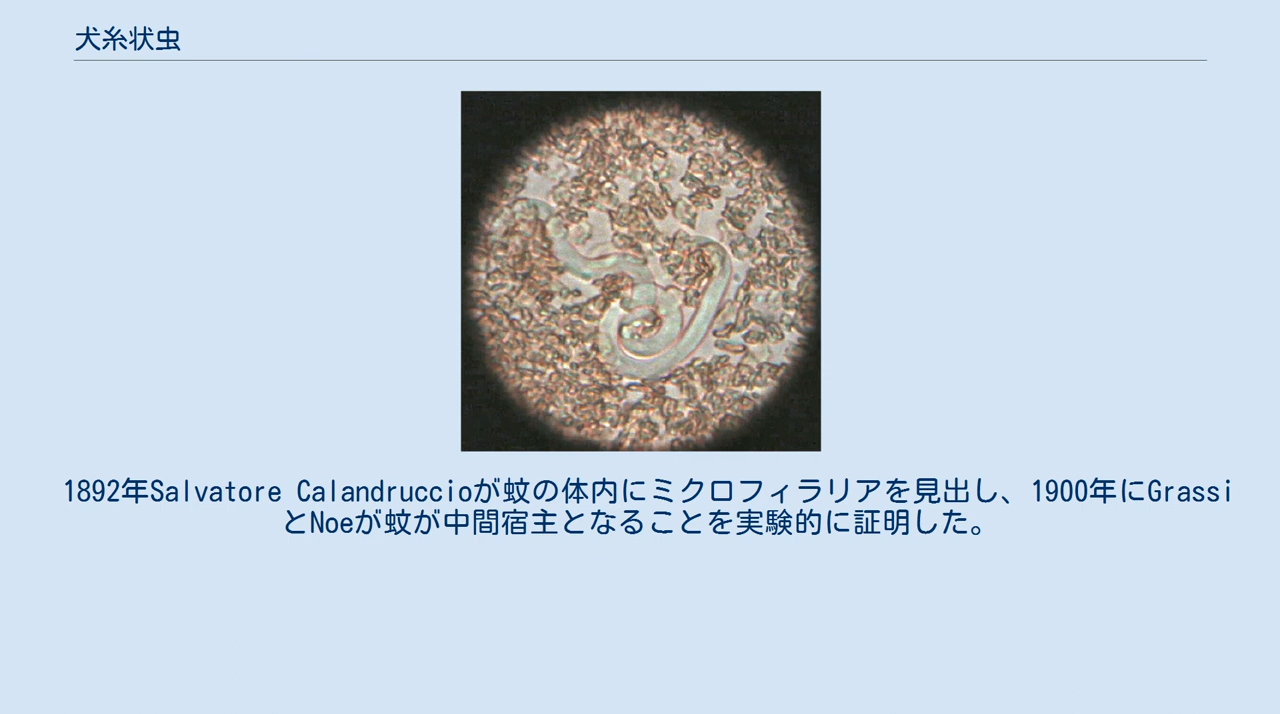 犬糸状虫
1892年Salvatore Calandruccioが蚊の体内にミクロフィラリアを見出し、1900年にGrassi
とNoeが蚊が中間宿主となることを実験的に証明した。